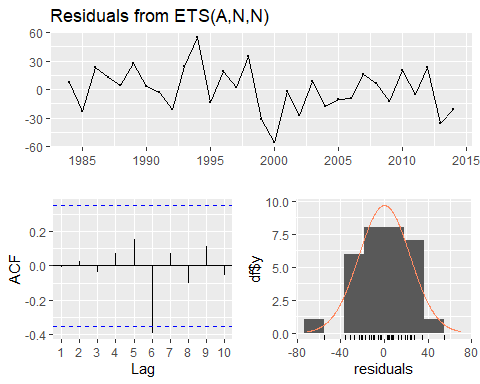 Residuals from ETS(A,N,N)
60
30
0
-30
-60
1985 1990 1995 2000 2005 2010 2015
0.2
0.0
-0.2
-0.4
ACF
1 2 3 4 5 6 7 8 9 10
Lag
10.0
7.5
5.0
2.5
0.0
df$y
-80 -40 0 40 80
residuals